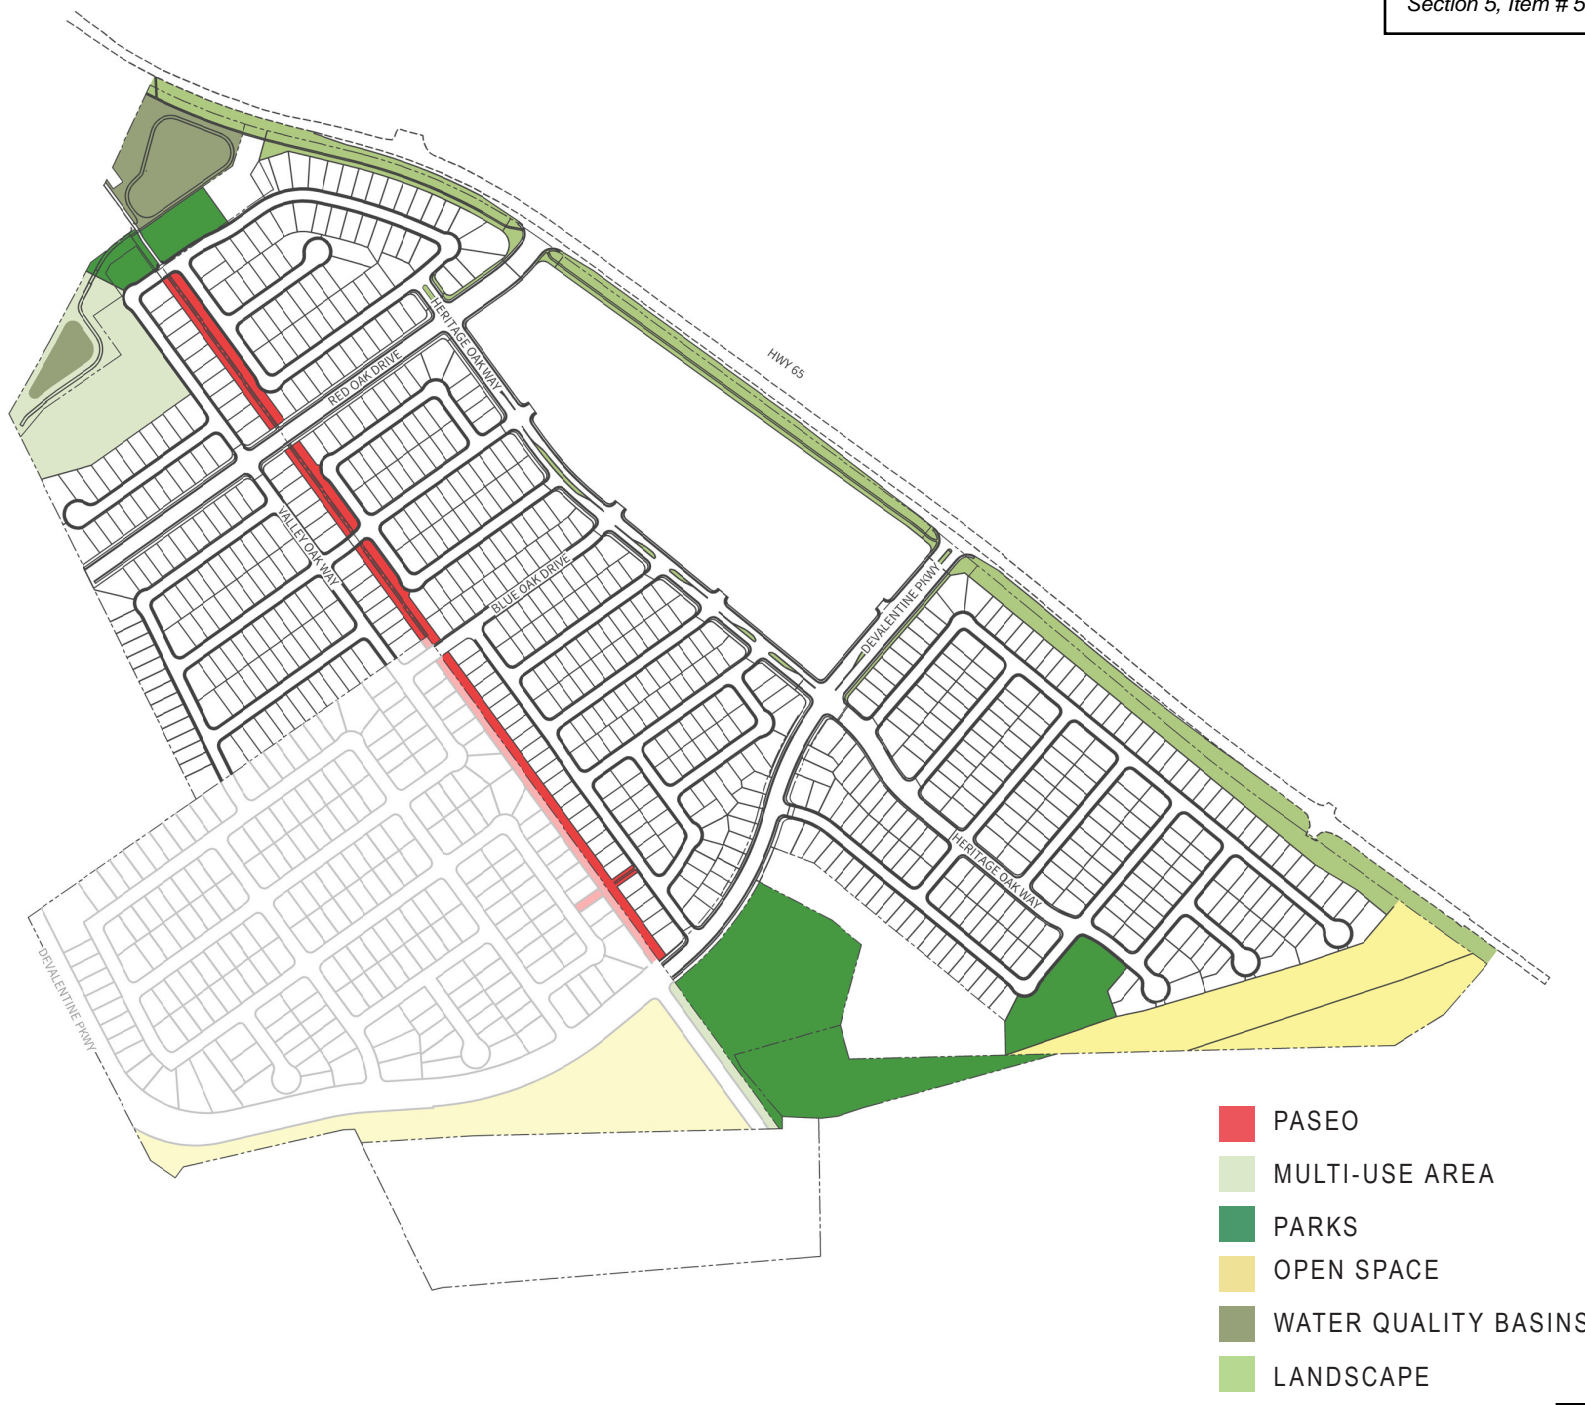 Section 5, Item # 5
HWY 65
HERITAGE OAK WAY
RED OAK DRIVE
VALLEY OAK WAY
BLUE OAK DRIVE
DEVALENTINE PKWY
HERITAGE OAK WAY
DEVALENTINE PKWY
PASEO
MULTI-USE AREA
PARKS
OPEN SPACE
WATER QUALITY BASINS
LANDSCAPE